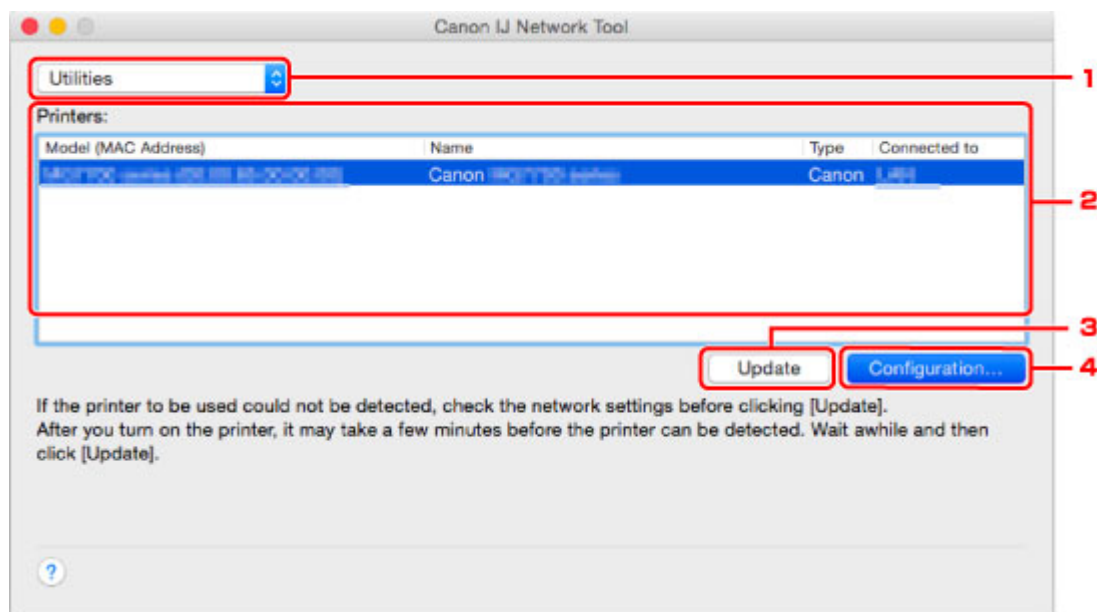 Canon IJ Network Tool
Utilities
1
Printers:
Model (MAC Address) Name Type Connected to
Canon Canon
2
3
Update Configuration...
4
If the printer to be used could not be detected, check the network settings before clicking [Update].
After you turn on the printer, it may take a few minutes before the printer can be detected. Wait awhile and then
click [Update].
?